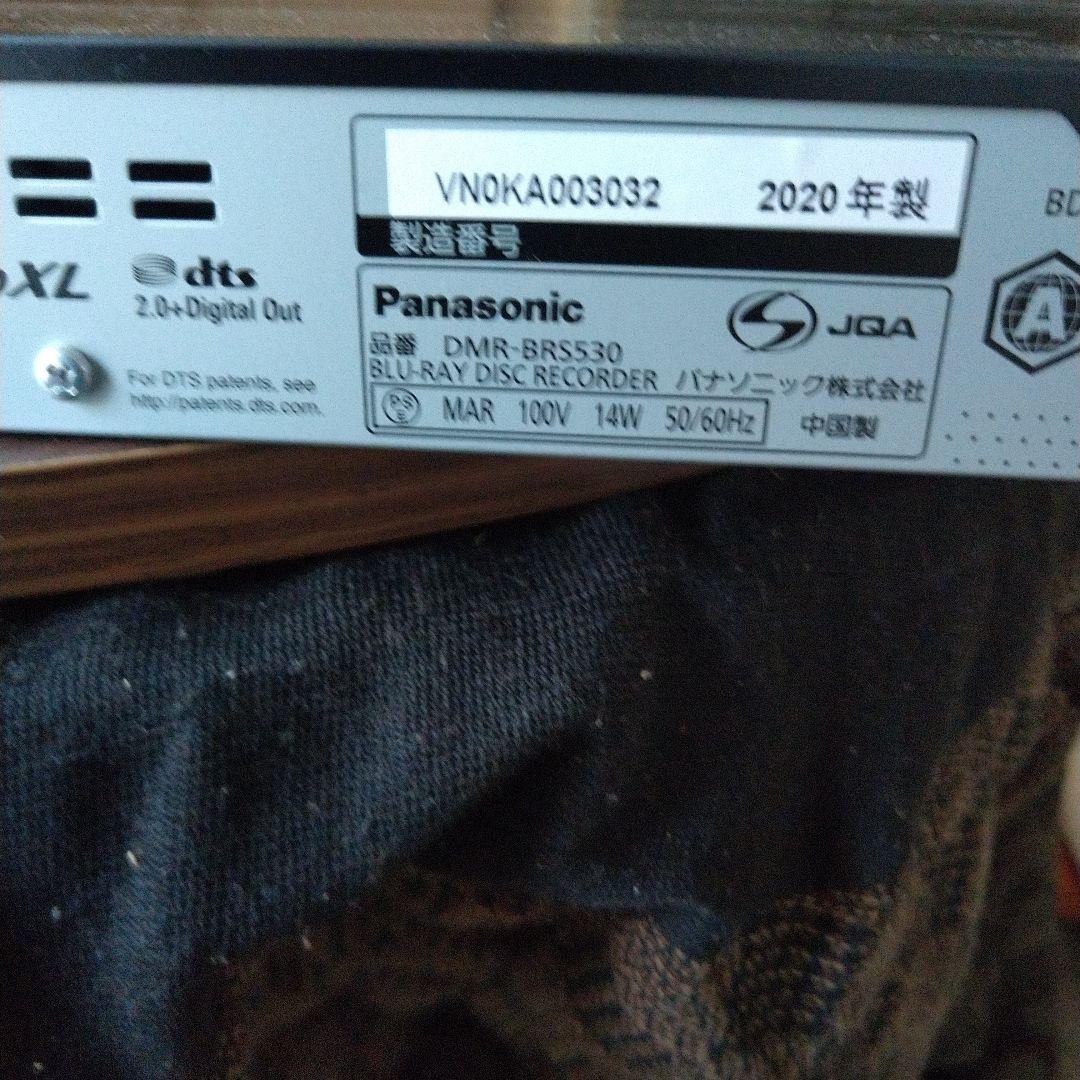 VN0KA003032 2020年製
製造番号
BD
XL
dts
2.0+Digital Out
For DTS patents, see
http://patents.dts.com.
Panasonic
JQA
品番 DMR-BRS530
BLU-RAY DISC RECORDER パナソニック株式会社
PS
E
MAR 100V 14W 50/60Hz 中国製
A